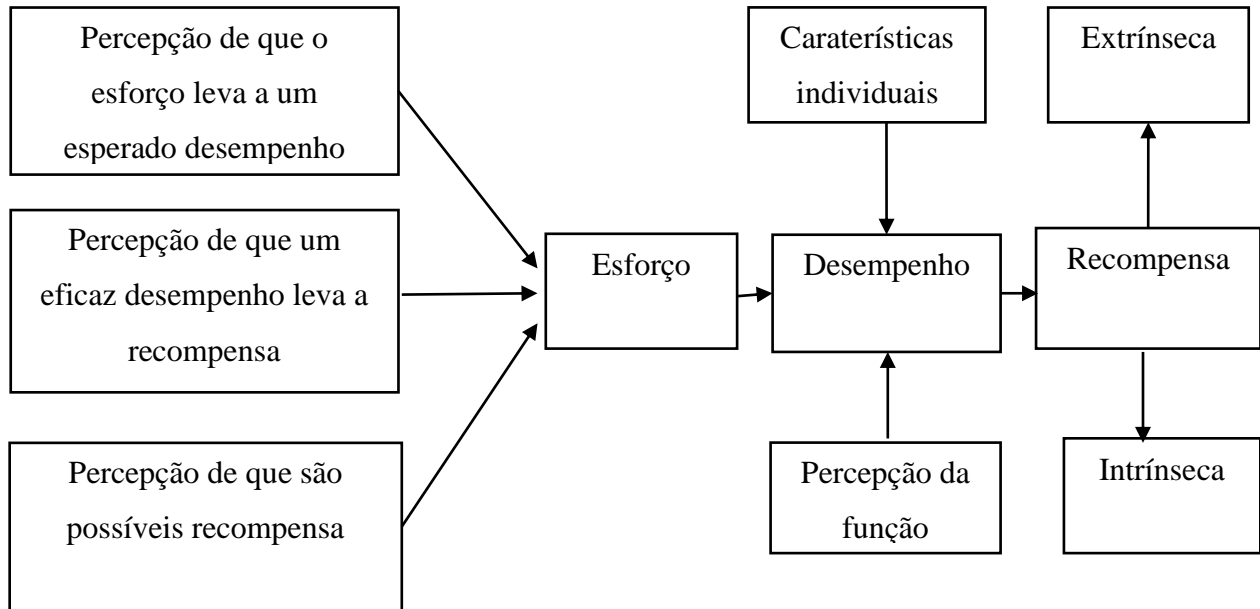 Percepção de que o
esforço leva a um
esperado desempenho
Percepção de que um
eficaz desempenho leva a
recompensa
Percepção de que são
possíveis recompensa
Esforço
Caraterísticas
individuais
Desempenho
Percepção da
função
Extrínseca
Recompensa
Intrínseca